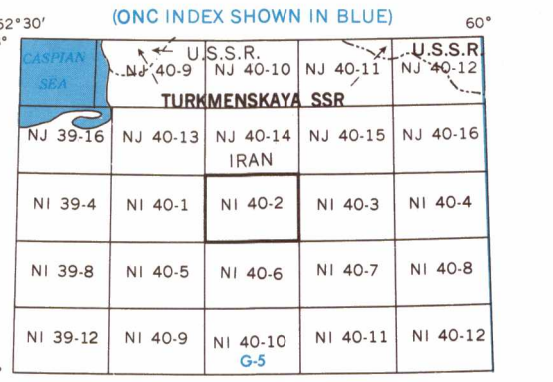 (ONC INDEX SHOWN IN BLUE)
52°30' 60°
CASPIAN SEA
U.S.S.R. U.S.S.R.
NJ 40-9 NJ 40-10 NJ 40-11 NJ 40-12
TURKMENSKAYA SSR
NJ 39-16 NJ 40-13 NJ 40-14 NJ 40-15 NJ 40-16
IRAN
NI 39-4 NI 40-1 NI 40-2 NI 40-3 NI 40-4
NI 39-8 NI 40-5 NI 40-6 NI 40-7 NI 40-8
NI 39-12 NI 40-9 NI 40-10 NI 40-11 NI 40-12
G-5